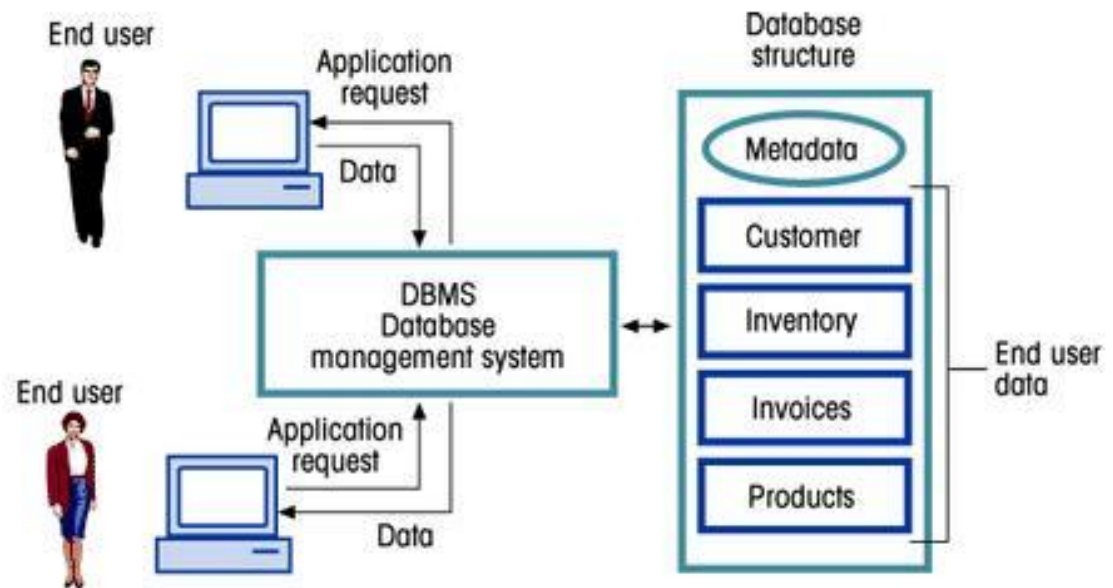 End user
Application
request
Data
Database
structure
Metadata
Customer
Inventory
Invoices
Products
End user
data
DBMS
Database
management system
End user
Application
request
Data